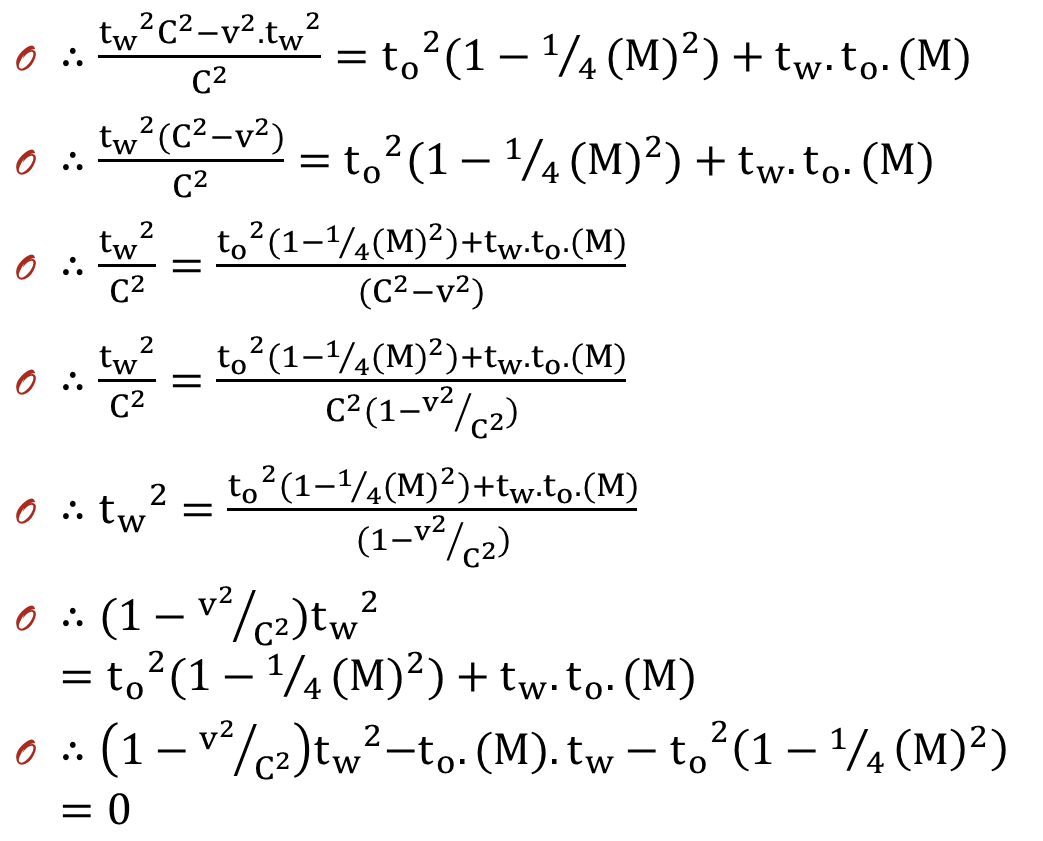 ∴ (t_w²C²−v².t_w²)/C² = t_o²(1 − 1/4 (M)²) + t_w. t_o. (M)
∴ t_w²(C²−v²)/C² = t_o²(1 − 1/4 (M)²) + t_w. t_o. (M)
∴ t_w²/C² = (t_o²(1−1/4(M)²)+t_w.t_o.(M))/(C²−v²)
∴ t_w²/C² = (t_o²(1−1/4(M)²)+t_w.t_o.(M))/(C²(1−v²/C²))
∴ t_w² = (t_o²(1−1/4(M)²)+t_w.t_o.(M))/(1−v²/C²)
∴ (1 − v²/C²)t_w²
= t_o²(1 − 1/4 (M)²) + t_w. t_o. (M)
∴ (1 − v²/C²)t_w²−t_o. (M). t_w − t_o²(1 − 1/4 (M)²)
= 0